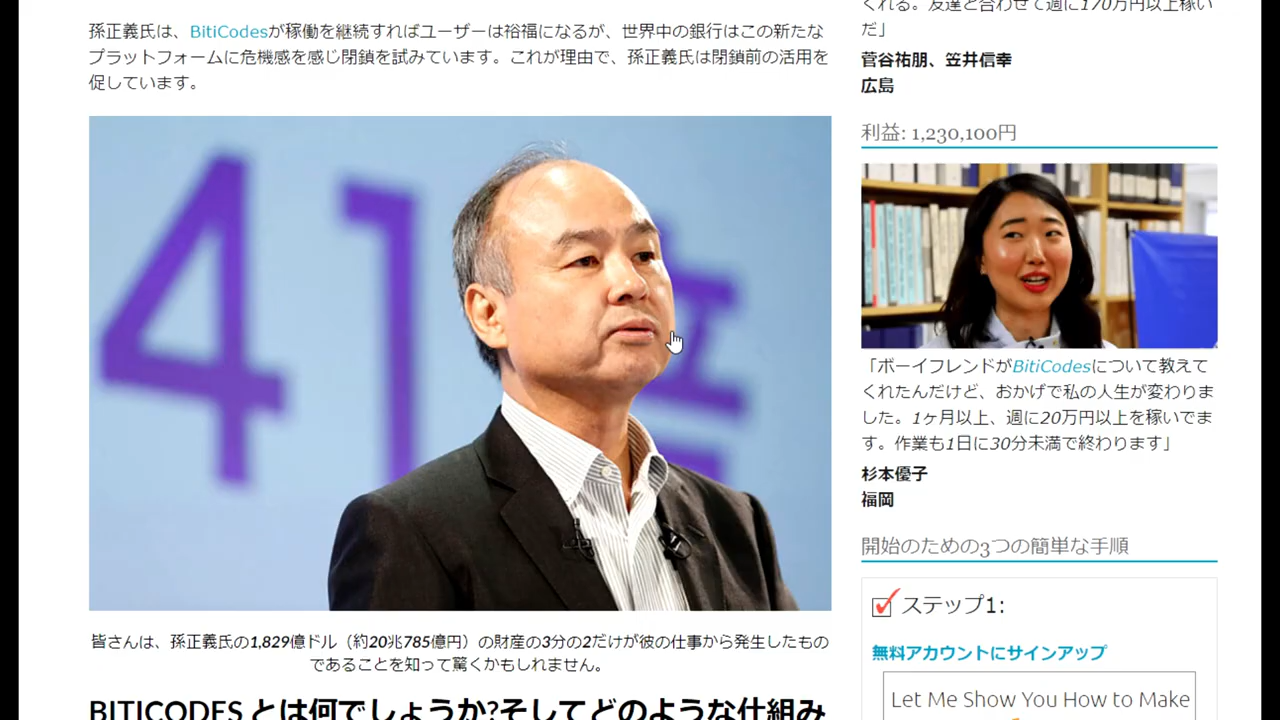 孫正義氏は、BitiCodesが稼働を継続すればユーザーは裕福になるが、世界中の銀行はこの新たな
プラットフォームに危機感を感じ閉鎖を試みています。これが理由で、孫正義氏は閉鎖前の活用を
促しています。
皆さんは、孫正義氏の1,829億ドル（約20兆785億円）の財産の3分の2だけが彼の仕事から発生したもの
であることを知って驚くかもしれません。
BITICODES とは何でしょうか?そしてどのような仕組み
くれる。友達と合わせて週に170万円以上稼い
だ」
菅谷祐朋、笠井信幸
広島
利益: 1,230,100円
「ボーイフレンドがBitiCodesについて教えて
くれたんだけど、おかげで私の人生が変わりま
した。1ヶ月以上、週に20万円以上を稼いでま
す。作業も1日に30分未満で終わります」
杉本優子
福岡
開始のための3つの簡単な手順
ステップ1:
無料アカウントにサインアップ
Let Me Show You How to Make